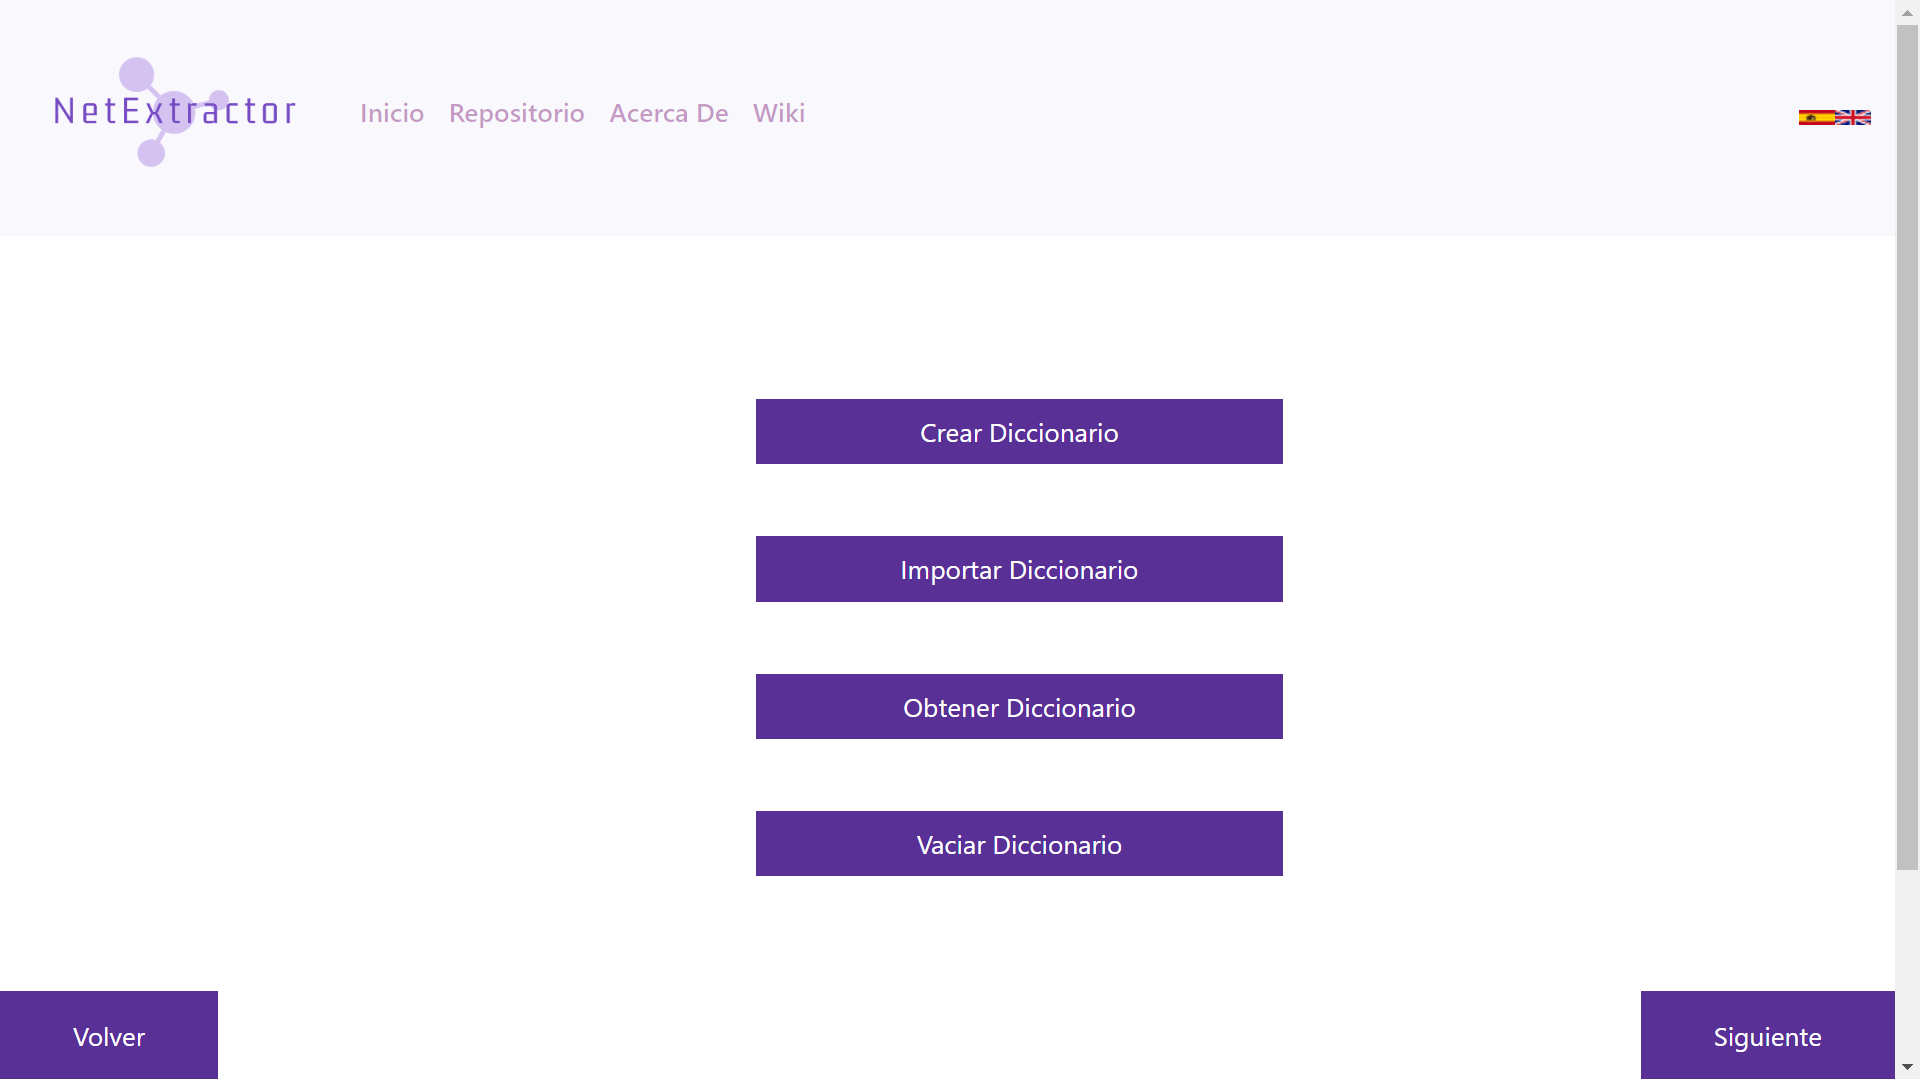 NetExtractor
Inicio Repositorio Acerca De Wiki
Crear Diccionario
Importar Diccionario
Obtener Diccionario
Vaciar Diccionario
Volver Siguiente